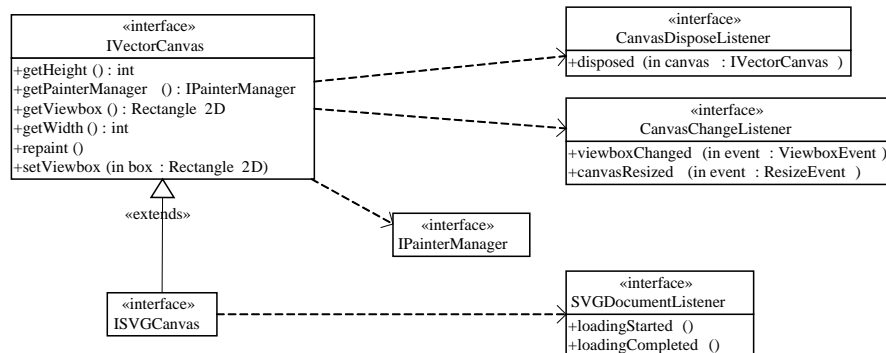 «interface»
IVectorCanvas
+getHeight () : int
+getPainterManager () : IPainterManager
+getViewbox () : Rectangle 2D
+getWidth () : int
+repaint ()
+setViewbox (in box : Rectangle 2D)
«interface»
CanvasDisposeListener
+disposed (in canvas : IVectorCanvas )
«interface»
CanvasChangeListener
+viewboxChanged (in event : ViewboxEvent )
+canvasResized (in event : ResizeEvent )
«extends»
«interface»
IPainterManager
«interface»
ISVGCanvas
«interface»
SVGDocumentListener
+loadingStarted ()
+loadingCompleted ()